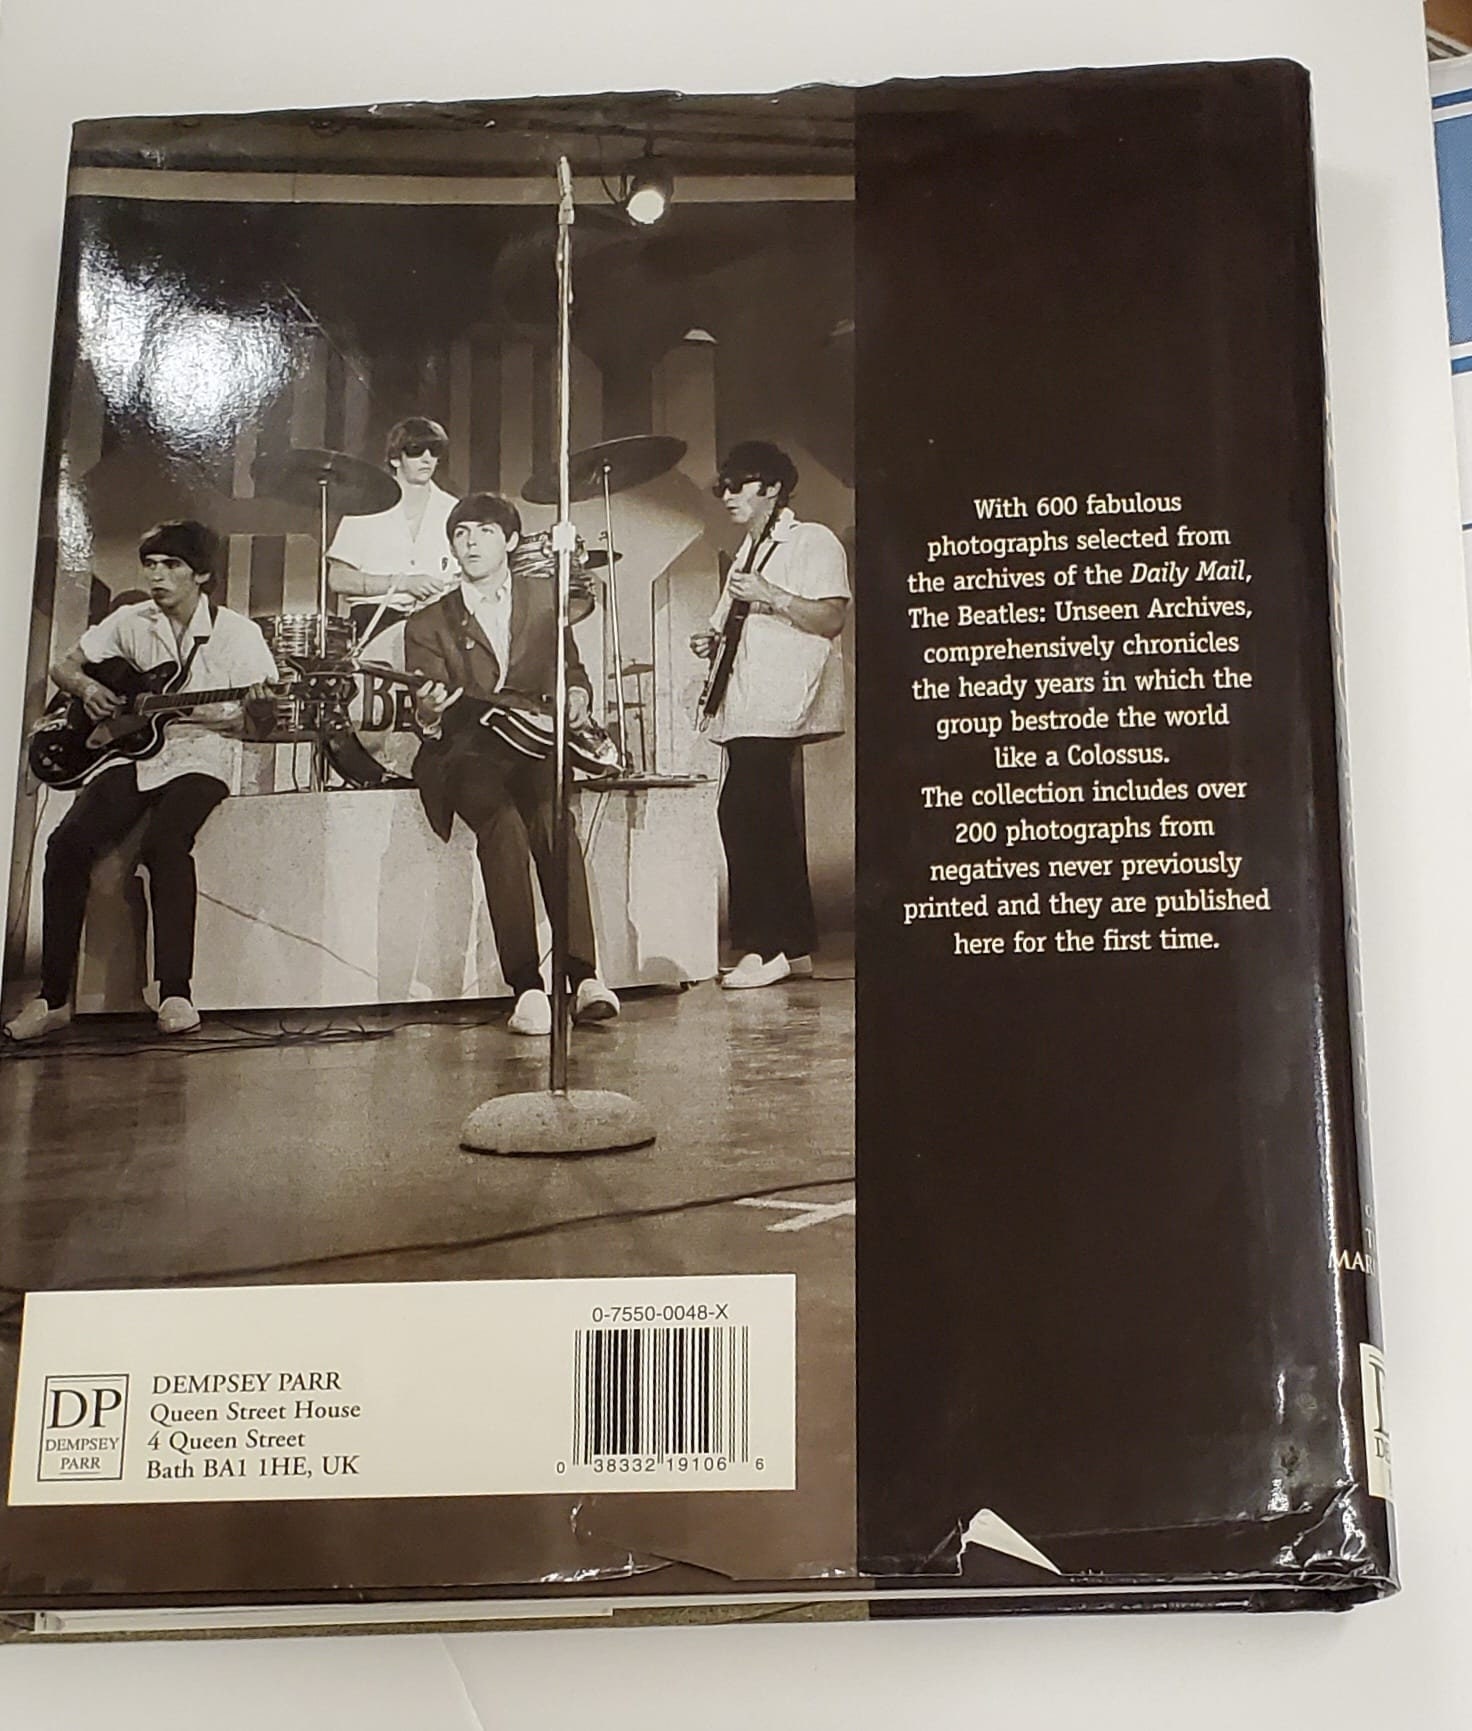 With 600 fabulous
photographs selected from
the archives of the Daily Mail,
The Beatles: Unseen Archives,
comprehensively chronicles
the heady years in which the
group bestrode the world
like a Colossus.
The collection includes over
200 photographs from
negatives never previously
printed and they are published
here for the first time.
0-7550-0048-X
0 38332 19106 6
DP
DEMPSEY
PARR
DEMPSEY PARR
Queen Street House
4 Queen Street
Bath BA1 1HE, UK